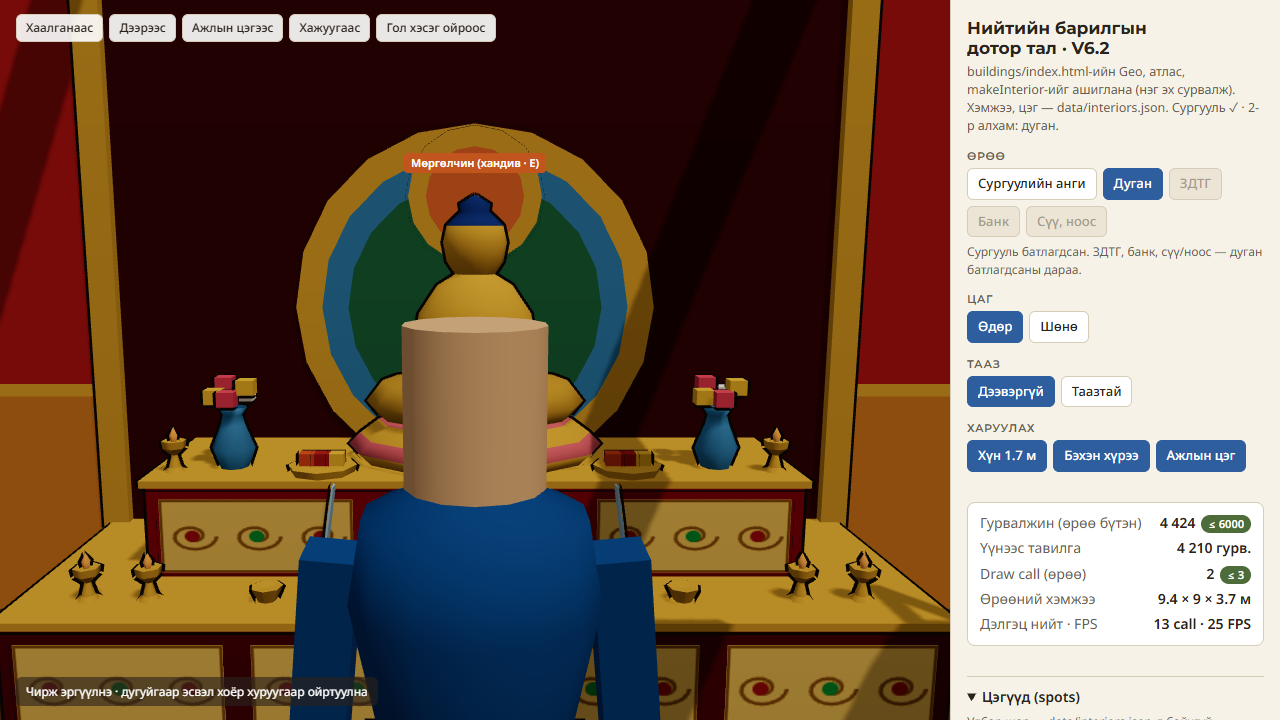 Хаалганаас
Дээрээс
Ажлын цэгээс
Хажуугаас
Гол хэсэг ойроос
Мөргөлчин (хандив · E)
Чирж эргүүлнэ · дугуйгаар эсвэл хоёр хуруугаар ойртуулна
Нийтийн барилгын
дотор тал · V6.2
buildings/index.html-ийн Geo, атлас,
makeInterior-ийг ашиглана (нэг эх сурвалж).
Хэмжээ, цэг — data/interiors.json. Сургууль ✓ · 2-
р алхам: дуган.
ӨРӨӨ
Сургуулийн анги
Дуган
ЗДТГ
Банк
Сүү, ноос
Сургууль батлагдсан. ЗДТГ, банк, сүү/ноос — дуган
батлагдсаны дараа.
ЦАГ
Өдөр
Шөнө
ТААЗ
Дээвэргүй
Таазтай
ХАРУУЛАХ
Хүн 1.7 м
Бэхэн хүрээ
Ажлын цэг
Гурвалжин (өрөө бүтэн) 4 424 ≤ 6000
Үүнээс тавилга 4 210 гурв.
Draw call (өрөө) 2 ≤ 3
Өрөөний хэмжээ 9.4 × 9 × 3.7 м
Дэлгэц нийт · FPS 13 call · 25 FPS
▼ Цэгүүд (spots)